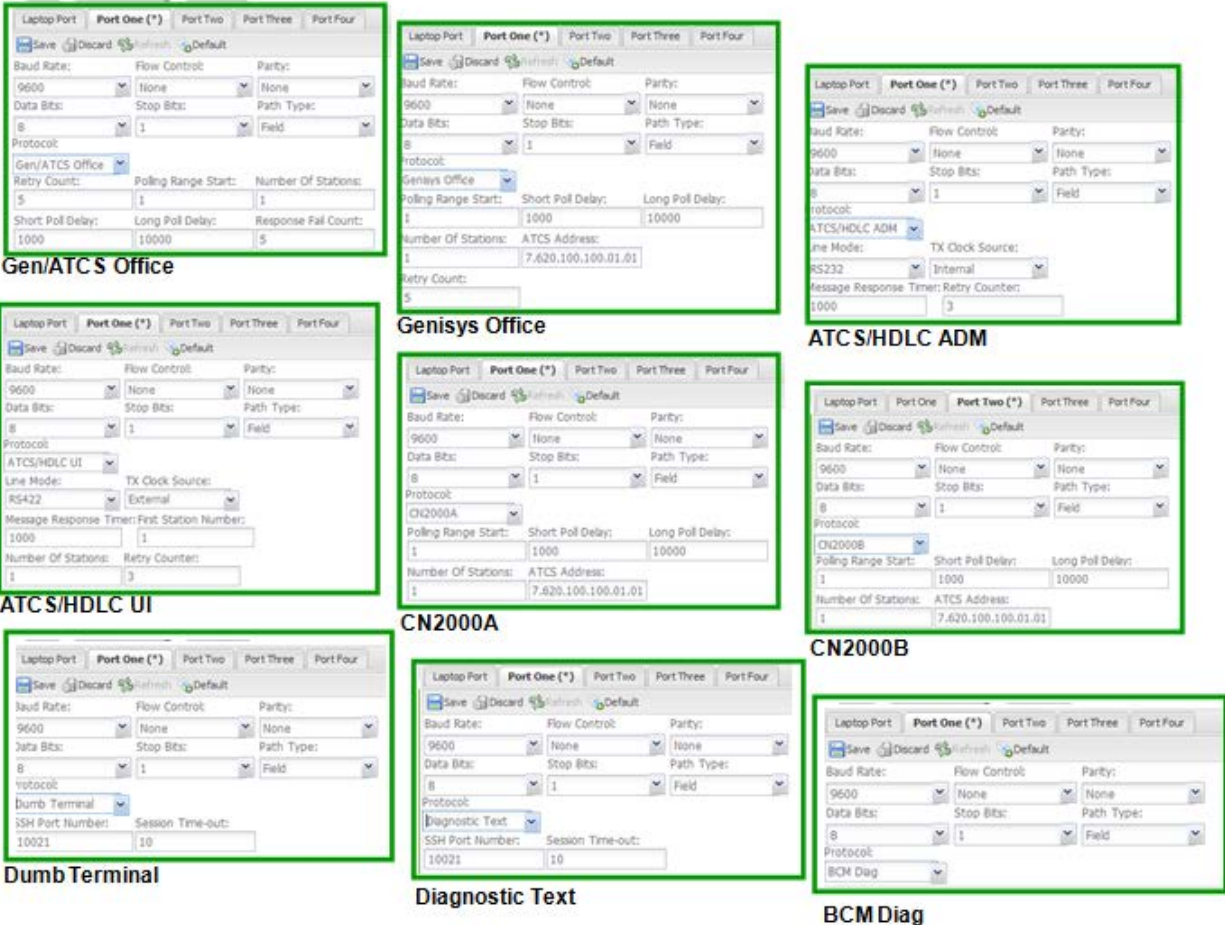 Laptop Port Port One (*) Port Two Port Three Port Four
Save Discard Refresh Default
Baud Rate: Flow Control: Parity:
9600 None None
Data Bits: Stop Bits: Path Type:
8 1 Field
Protocol:
Gen/ATCS Office
Retry Count: Polling Range Start: Number Of Stations:
5 1 1
Short Poll Delay: Long Poll Delay: Response Fail Count:
1000 10000 5
Gen/ATCS Office
Laptop Port Port One (*) Port Two Port Three Port Four
Save Discard Refresh Default
Baud Rate: Flow Control: Parity:
9600 None None
Data Bits: Stop Bits: Path Type:
8 1 Field
Protocol:
Genisys Office
Polling Range Start: Short Poll Delay: Long Poll Delay:
1 1000 10000
Number Of Stations: ATCS Address:
1 7.620.100.100.01.01
Retry Count:
5
Genisys Office
Laptop Port Port One (*) Port Two Port Three Port Four
Save Discard Refresh Default
Baud Rate: Flow Control: Parity:
9600 None None
Data Bits: Stop Bits: Path Type:
8 1 Field
Protocol:
ATCS/HDLC ADM
Line Mode: TX Clock Source:
RS232 Internal
Message Response Timer: Retry Counter:
1000 3
ATCS/HDLC ADM
Laptop Port Port One (*) Port Two Port Three Port Four
Save Discard Refresh Default
Baud Rate: Flow Control: Parity:
9600 None None
Data Bits: Stop Bits: Path Type:
8 1 Field
Protocol:
ATCS/HDLC UI
Line Mode: TX Clock Source:
RS422 External
Message Response Timer: First Station Number:
1000 1
Number Of Stations: Retry Counter:
1 3
ATCS/HDLC UI
Laptop Port Port One (*) Port Two Port Three Port Four
Save Discard Refresh Default
Baud Rate: Flow Control: Parity:
9600 None None
Data Bits: Stop Bits: Path Type:
8 1 Field
Protocol:
CN2000A
Polling Range Start: Short Poll Delay: Long Poll Delay:
1 1000 10000
Number Of Stations: ATCS Address:
1 7.620.100.100.01.01
CN2000A
Laptop Port Port One Port Two (*) Port Three Port Four
Save Discard Refresh Default
Baud Rate: Flow Control: Parity:
9600 None None
Data Bits: Stop Bits: Path Type:
8 1 Field
Protocol:
CN2000B
Polling Range Start: Short Poll Delay: Long Poll Delay:
1 1000 10000
Number Of Stations: ATCS Address:
1 7.620.100.100.01.01
CN2000B
Laptop Port Port One (*) Port Two Port Three Port Four
Save Discard Refresh Default
Baud Rate: Flow Control: Parity:
9600 None None
Data Bits: Stop Bits: Path Type:
8 1 Field
Protocol:
Dumb Terminal
SSH Port Number: Session Time-out:
10021 10
Dumb Terminal
Laptop Port Port One (*) Port Two Port Three Port Four
Save Discard Refresh Default
Baud Rate: Flow Control: Parity:
9600 None None
Data Bits: Stop Bits: Path Type:
8 1 Field
Protocol:
Diagnostic Text
SSH Port Number: Session Time-out:
10021 10
Diagnostic Text
Laptop Port Port One (*) Port Two Port Three Port Four
Save Discard Refresh Default
Baud Rate: Flow Control: Parity:
9600 None None
Data Bits: Stop Bits: Path Type:
8 1 Field
Protocol:
BCM Diag
BCM Diag